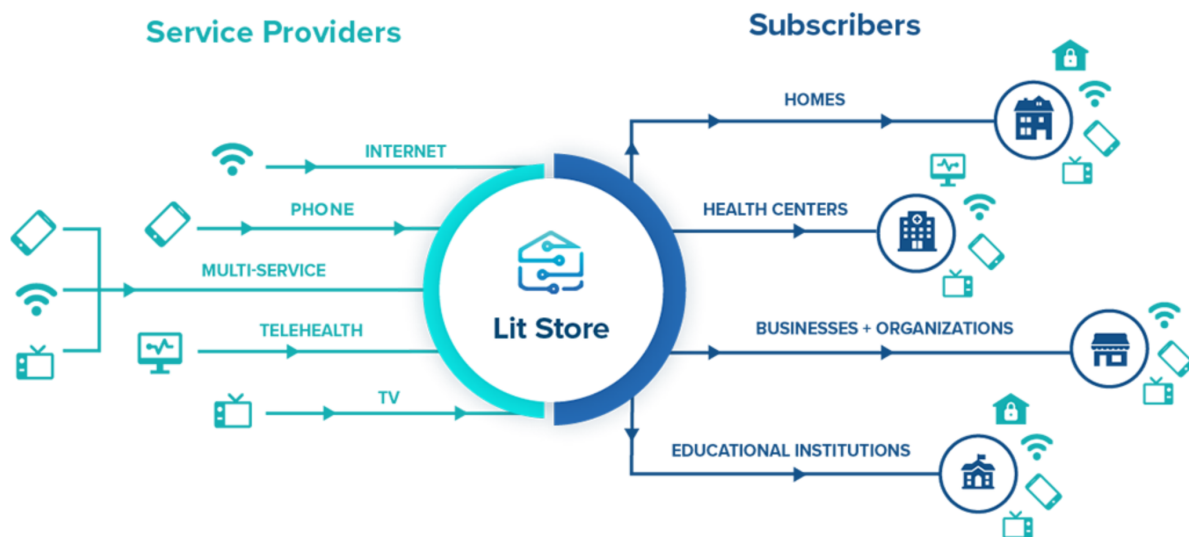 Service Providers
Subscribers
INTERNET
PHONE
MULTI-SERVICE
TELEHEALTH
TV
Lit Store
HOMES
HEALTH CENTERS
BUSINESSES + ORGANIZATIONS
EDUCATIONAL INSTITUTIONS